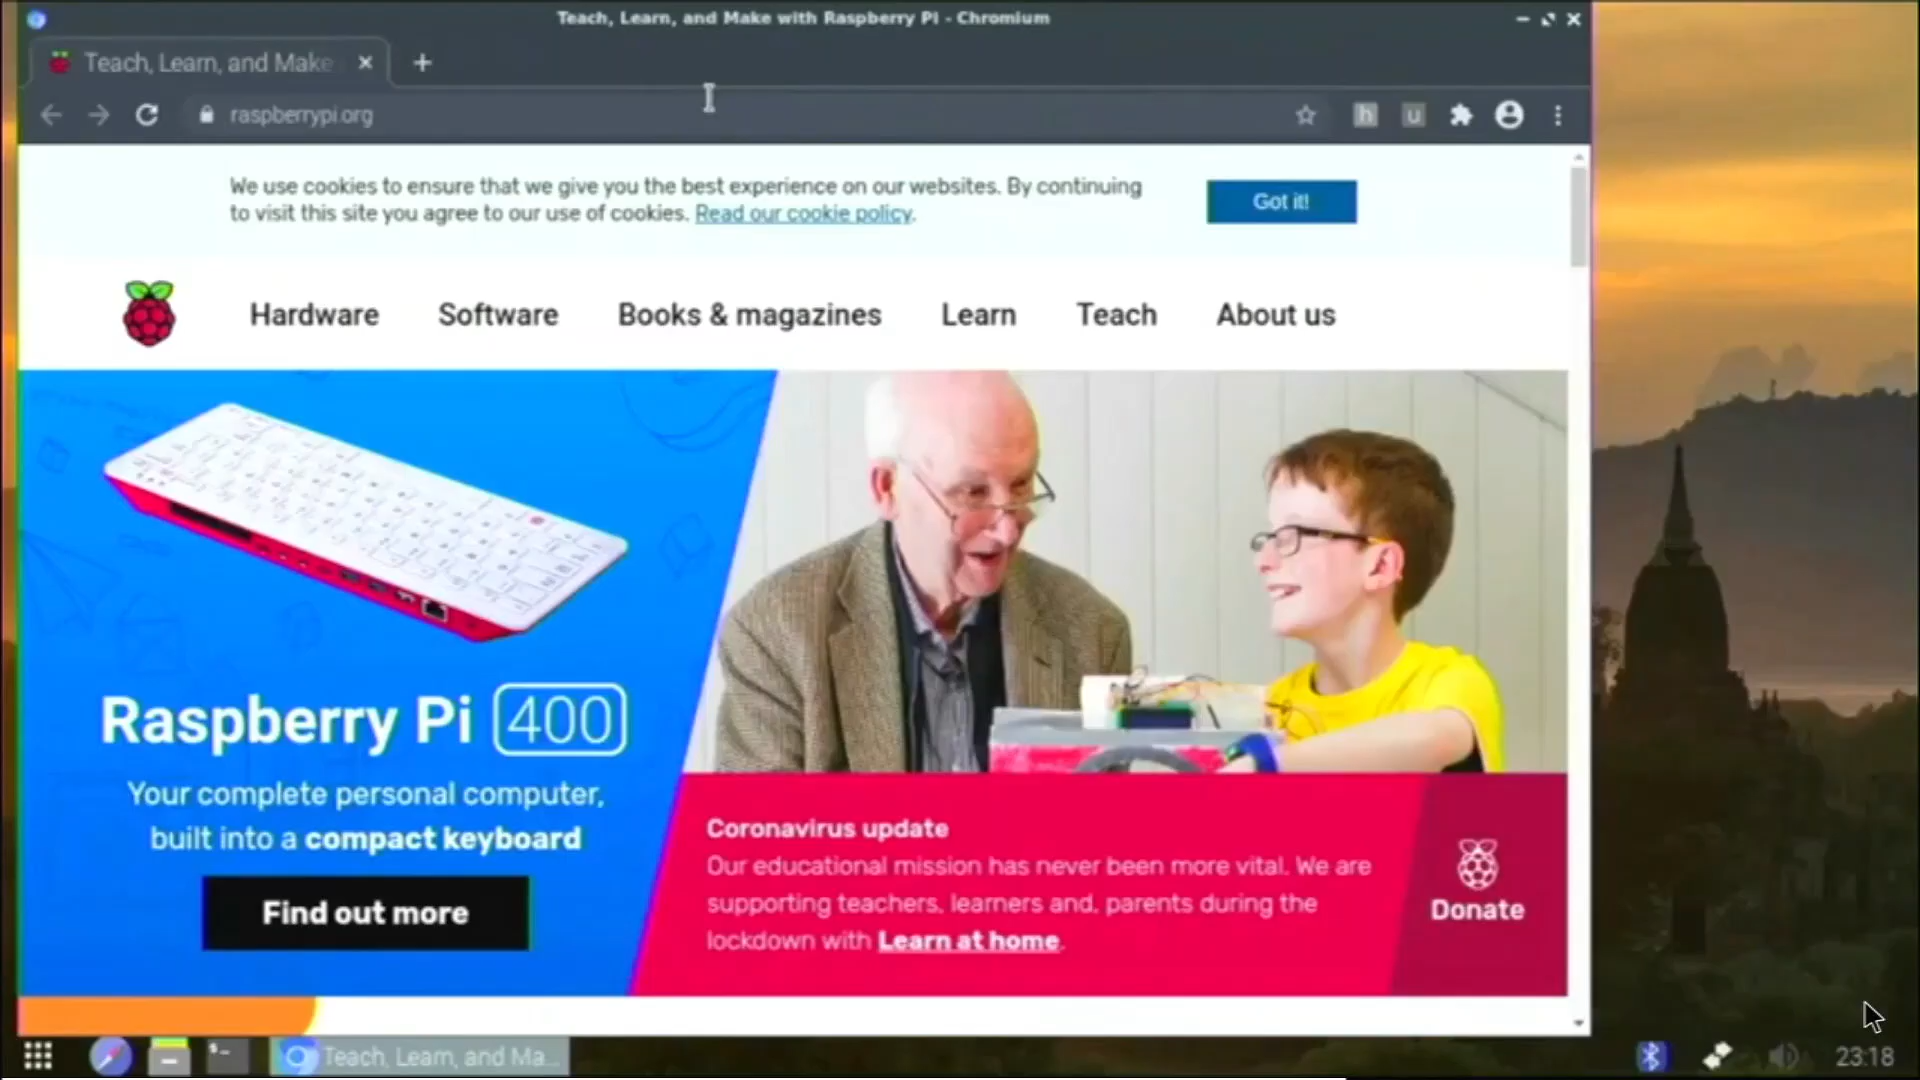 Teach, Learn, and Make with Raspberry Pi - Chromium
Teach, Learn, and Make
raspberrypi.org
h
u
We use cookies to ensure that we give you the best experience on our websites. By continuing
to visit this site you agree to our use of cookies. Read our cookie policy.
Got it!
Hardware
Software
Books & magazines
Learn
Teach
About us
Raspberry Pi 400
Your complete personal computer,
built into a compact keyboard
Find out more
Coronavirus update
Our educational mission has never been more vital. We are
supporting teachers, learners and, parents during the
lockdown with Learn at home.
Donate
Teach, Learn, and Ma...
23:18